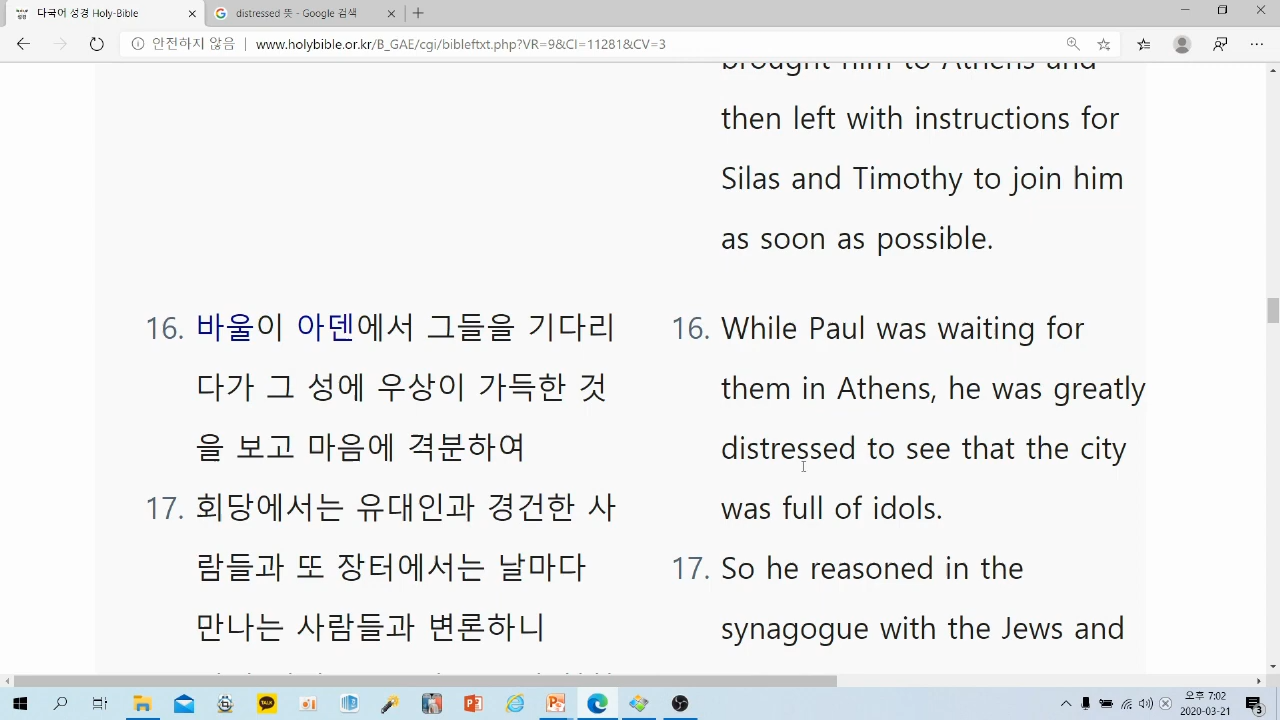 다국어 성경 Holy-Bible
distressed 뜻 - Google 검색
안전하지 않음
www.holybible.or.kr/B_GAE/cgi/bibleftxt.php?VR=9&CI=11281&CV=3
brought him to Athens and
then left with instructions for
Silas and Timothy to join him
as soon as possible.
16. 바울이 아덴에서 그들을 기다리
다가 그 성에 우상이 가득한 것
을 보고 마음에 격분하여
17. 회당에서는 유대인과 경건한 사
람들과 또 장터에서는 날마다
만나는 사람들과 변론하니
16. While Paul was waiting for
them in Athens, he was greatly
distressed to see that the city
was full of idols.
17. So he reasoned in the
synagogue with the Jews and
TALK
오후 7:02
2020-03-21
3